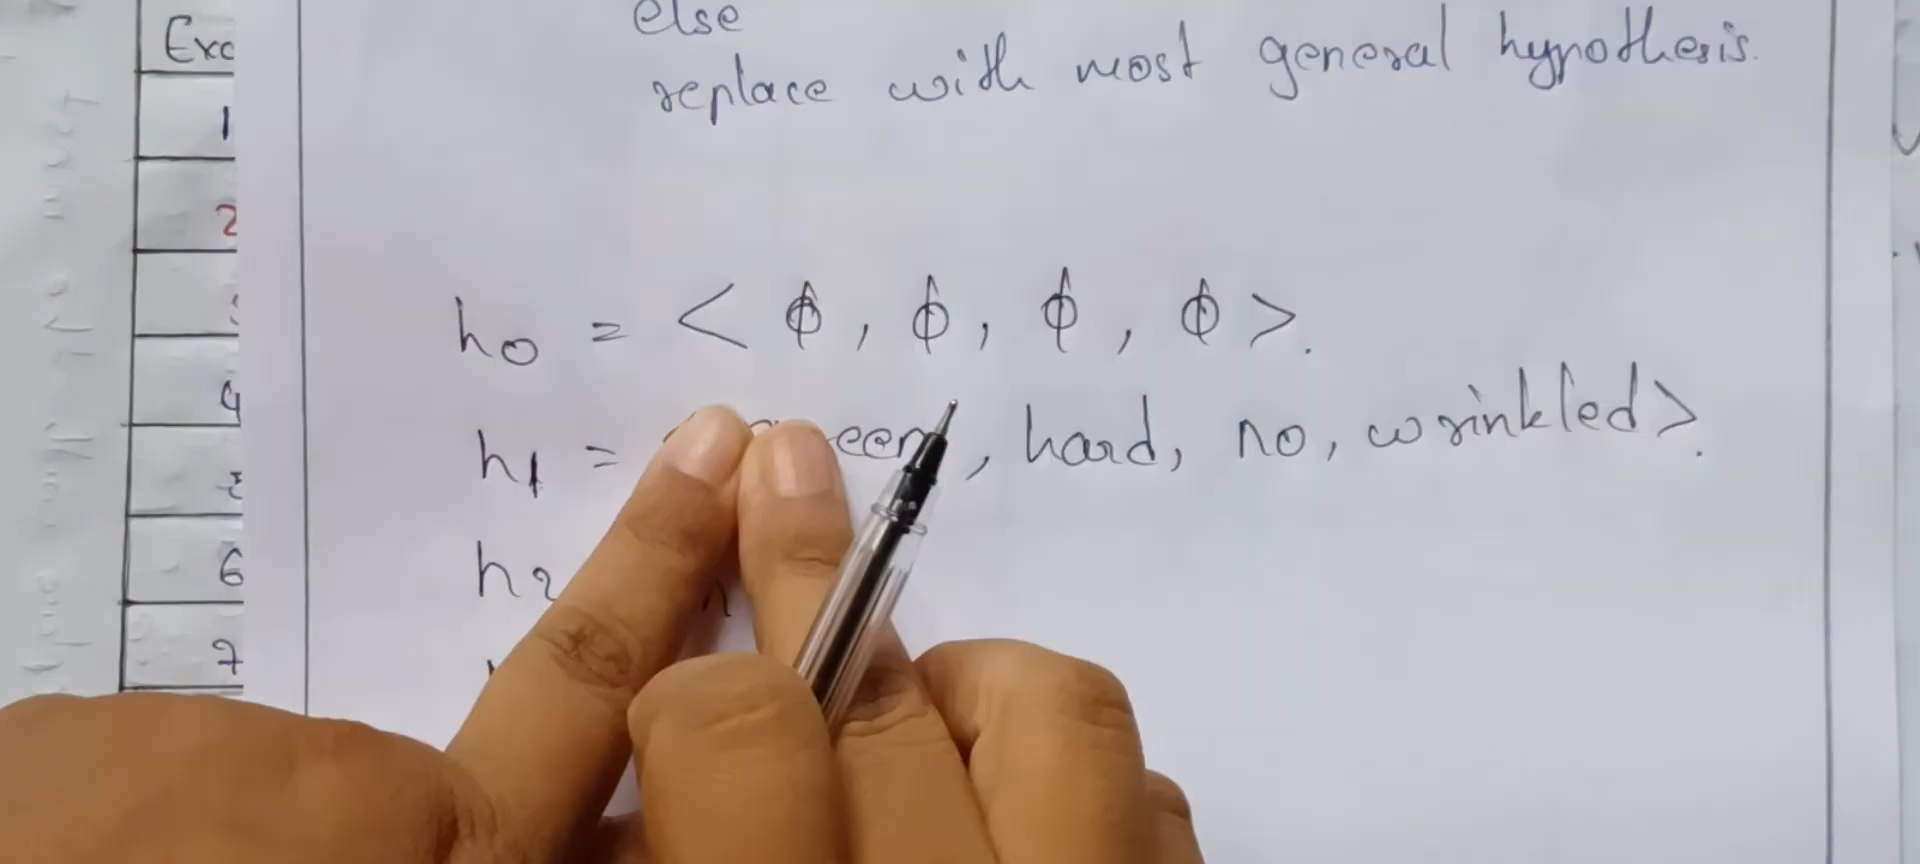 else
replace with most general hypothesis.
Exa
1
2
4
6
7
h0 = < ϕ, ϕ, ϕ, ϕ >.
h1 = , hard, no, wrinkled>.
h2